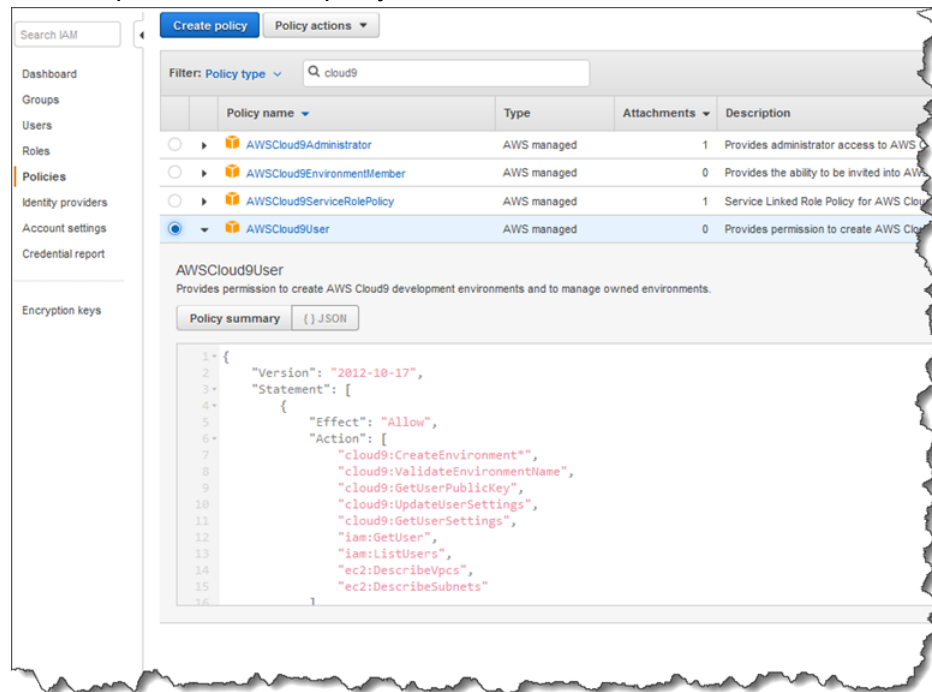 Create policy Policy actions
Search IAM
Dashboard
Groups
Users
Roles
Policies
Identity providers
Account settings
Credential report
Encryption keys
Filter: Policy type cloud9
Policy name Type Attachments Description
AWSCloud9Administrator AWS managed 1 Provides administrator access to AWS
AWSCloud9EnvironmentMember AWS managed 0 Provides the ability to be invited into AWS
AWSCloud9ServiceRolePolicy AWS managed 1 Service Linked Role Policy for AWS Clou
AWSCloud9User AWS managed 0 Provides permission to create AWS Clo
AWSCloud9User
Provides permission to create AWS Cloud9 development environments and to manage owned environments.
Policy summary { } JSON
1 {
2 "Version": "2012-10-17",
3 "Statement": [
4 {
5 "Effect": "Allow",
6 "Action": [
7 "cloud9:CreateEnvironment*",
8 "cloud9:ValidateEnvironmentName",
9 "cloud9:GetUserPublicKey",
10 "cloud9:UpdateUserSettings",
11 "cloud9:GetUserSettings",
12 "iam:GetUser",
13 "iam:ListUsers",
14 "ec2:DescribeVpcs",
15 "ec2:DescribeSubnets"
16 ]